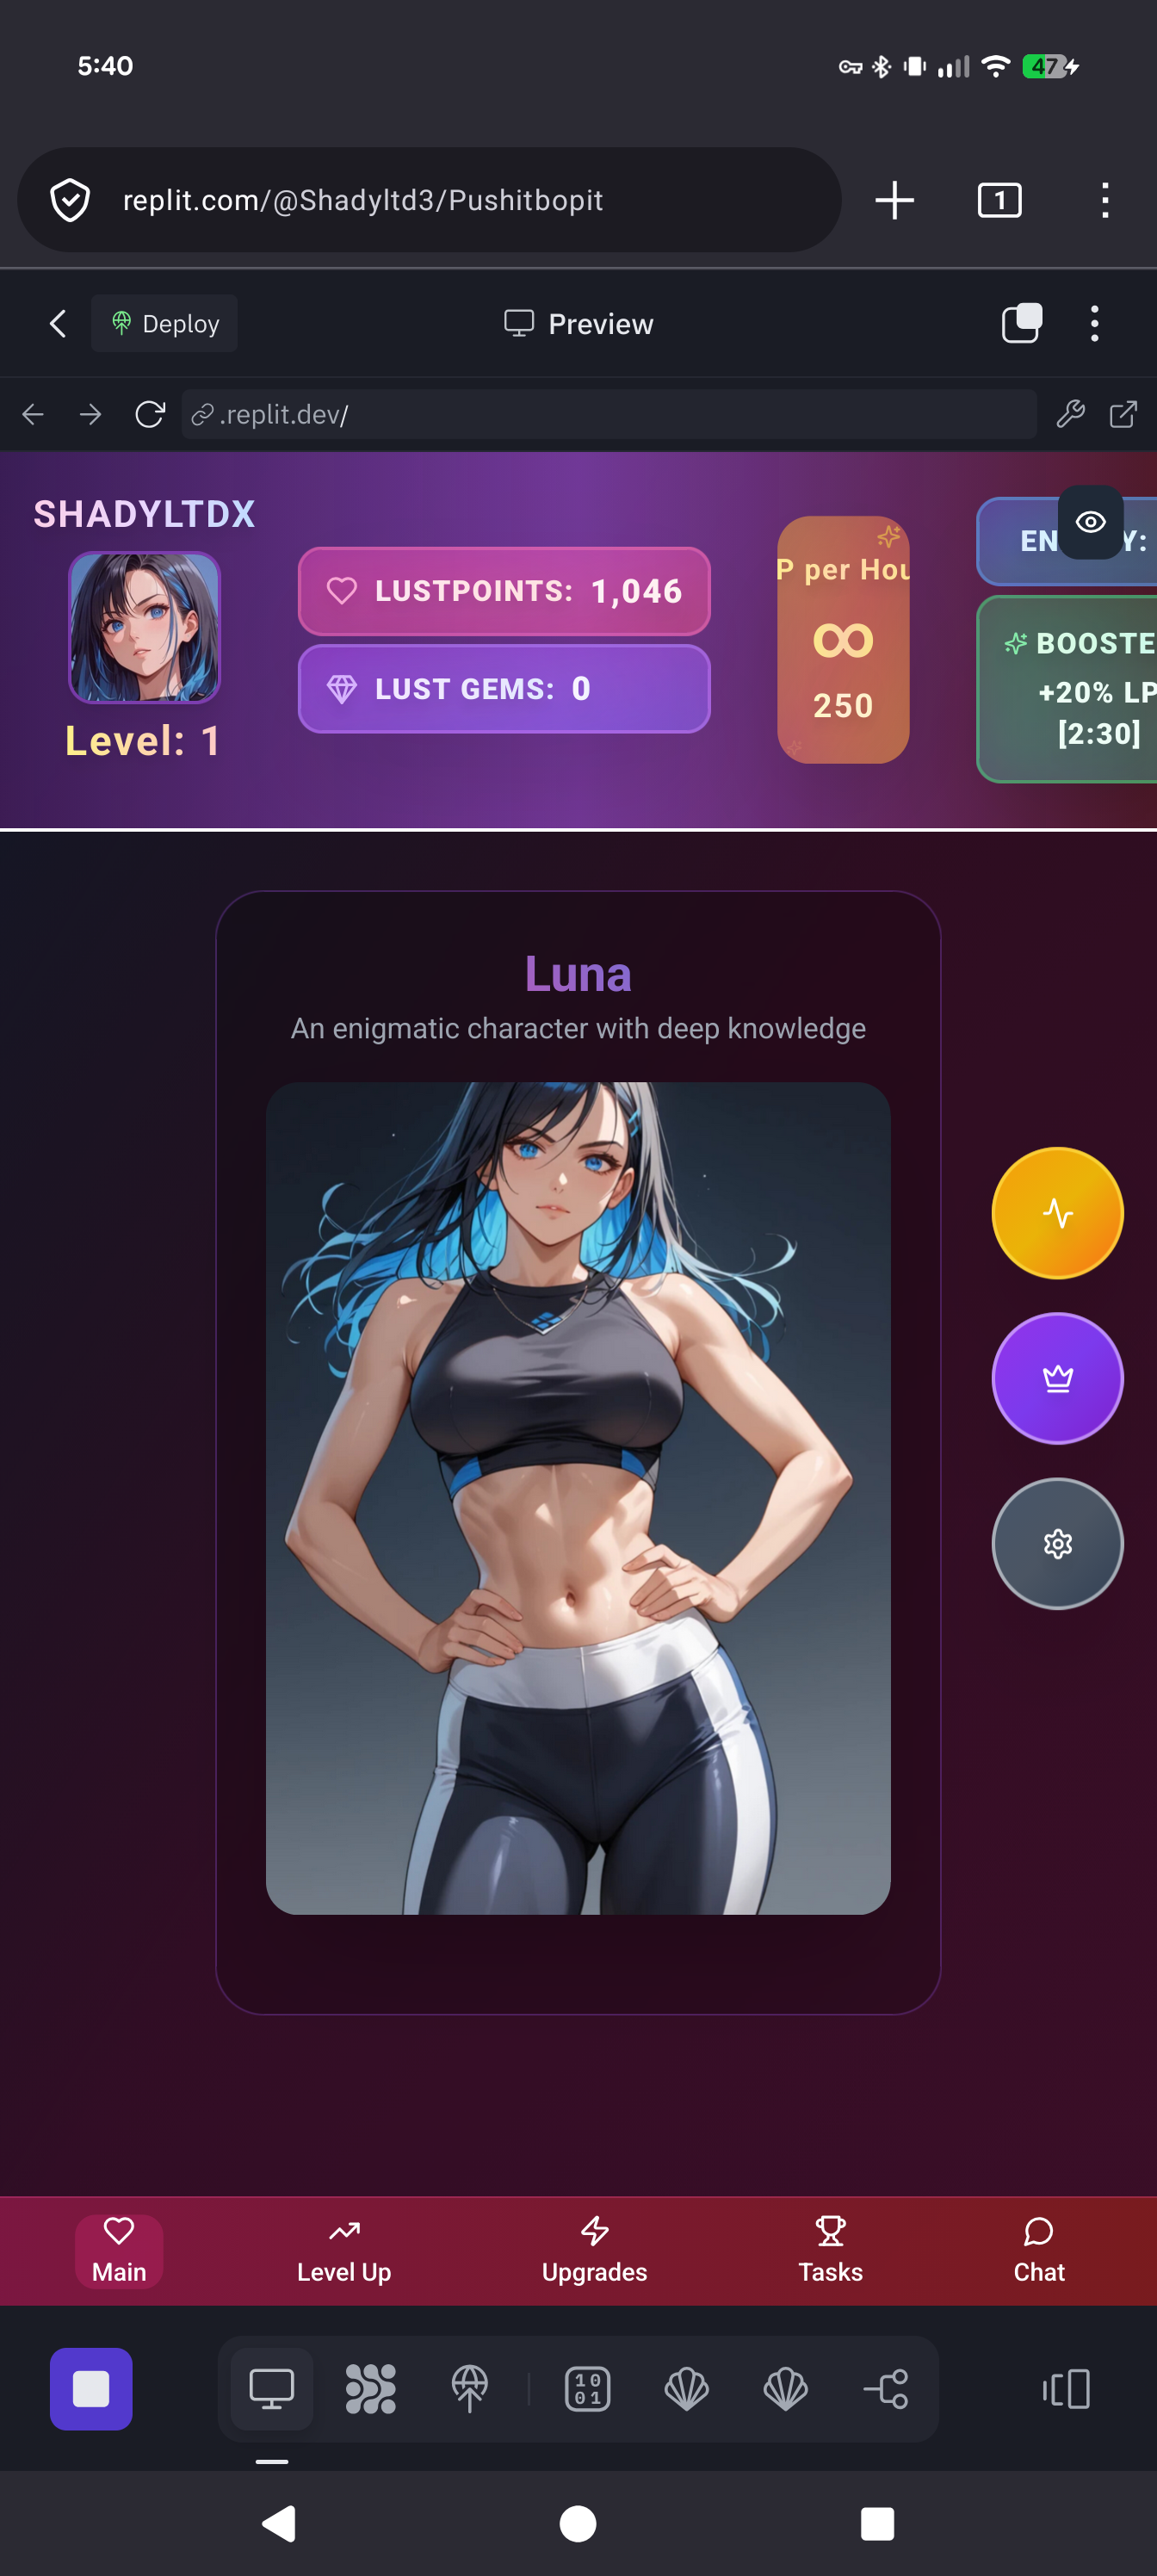 5:40
47
replit.com/@Shadyltd3/Pushitbopit
1
Deploy
Preview
.replit.dev/
SHADYLTDX
Level: 1
LUSTPOINTS: 1,046
LUST GEMS: 0
P per Hou
∞
250
EN Y:
BOOSTE
+20% LP
[2:30]
Luna
An enigmatic character with deep knowledge
Main
Level Up
Upgrades
Tasks
Chat
10
01